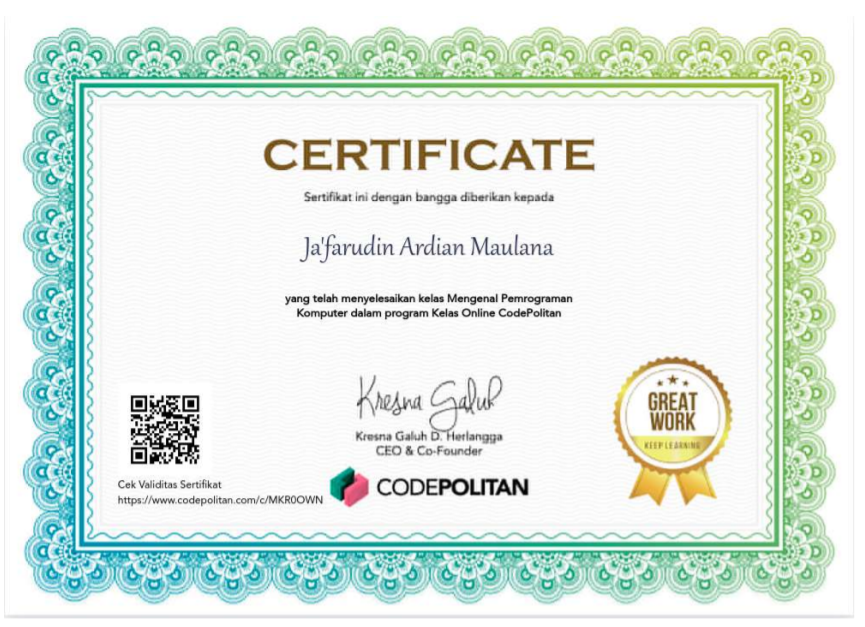 CERTIFICATE
Sertifikat ini dengan bangga diberikan kepada
Ja'farudin Ardian Maulana
yang telah menyelesaikan kelas Mengenal Pemrograman
Komputer dalam program Kelas Online CodePolitan
Kresna Galuh
Kresna Galuh D. Herlangga
CEO & Co-Founder
CODEPOLITAN
Cek Validitas Sertifikat
https://www.codepolitan.com/c/MKR0OWN
GREAT
WORK
KEEP LEARNING